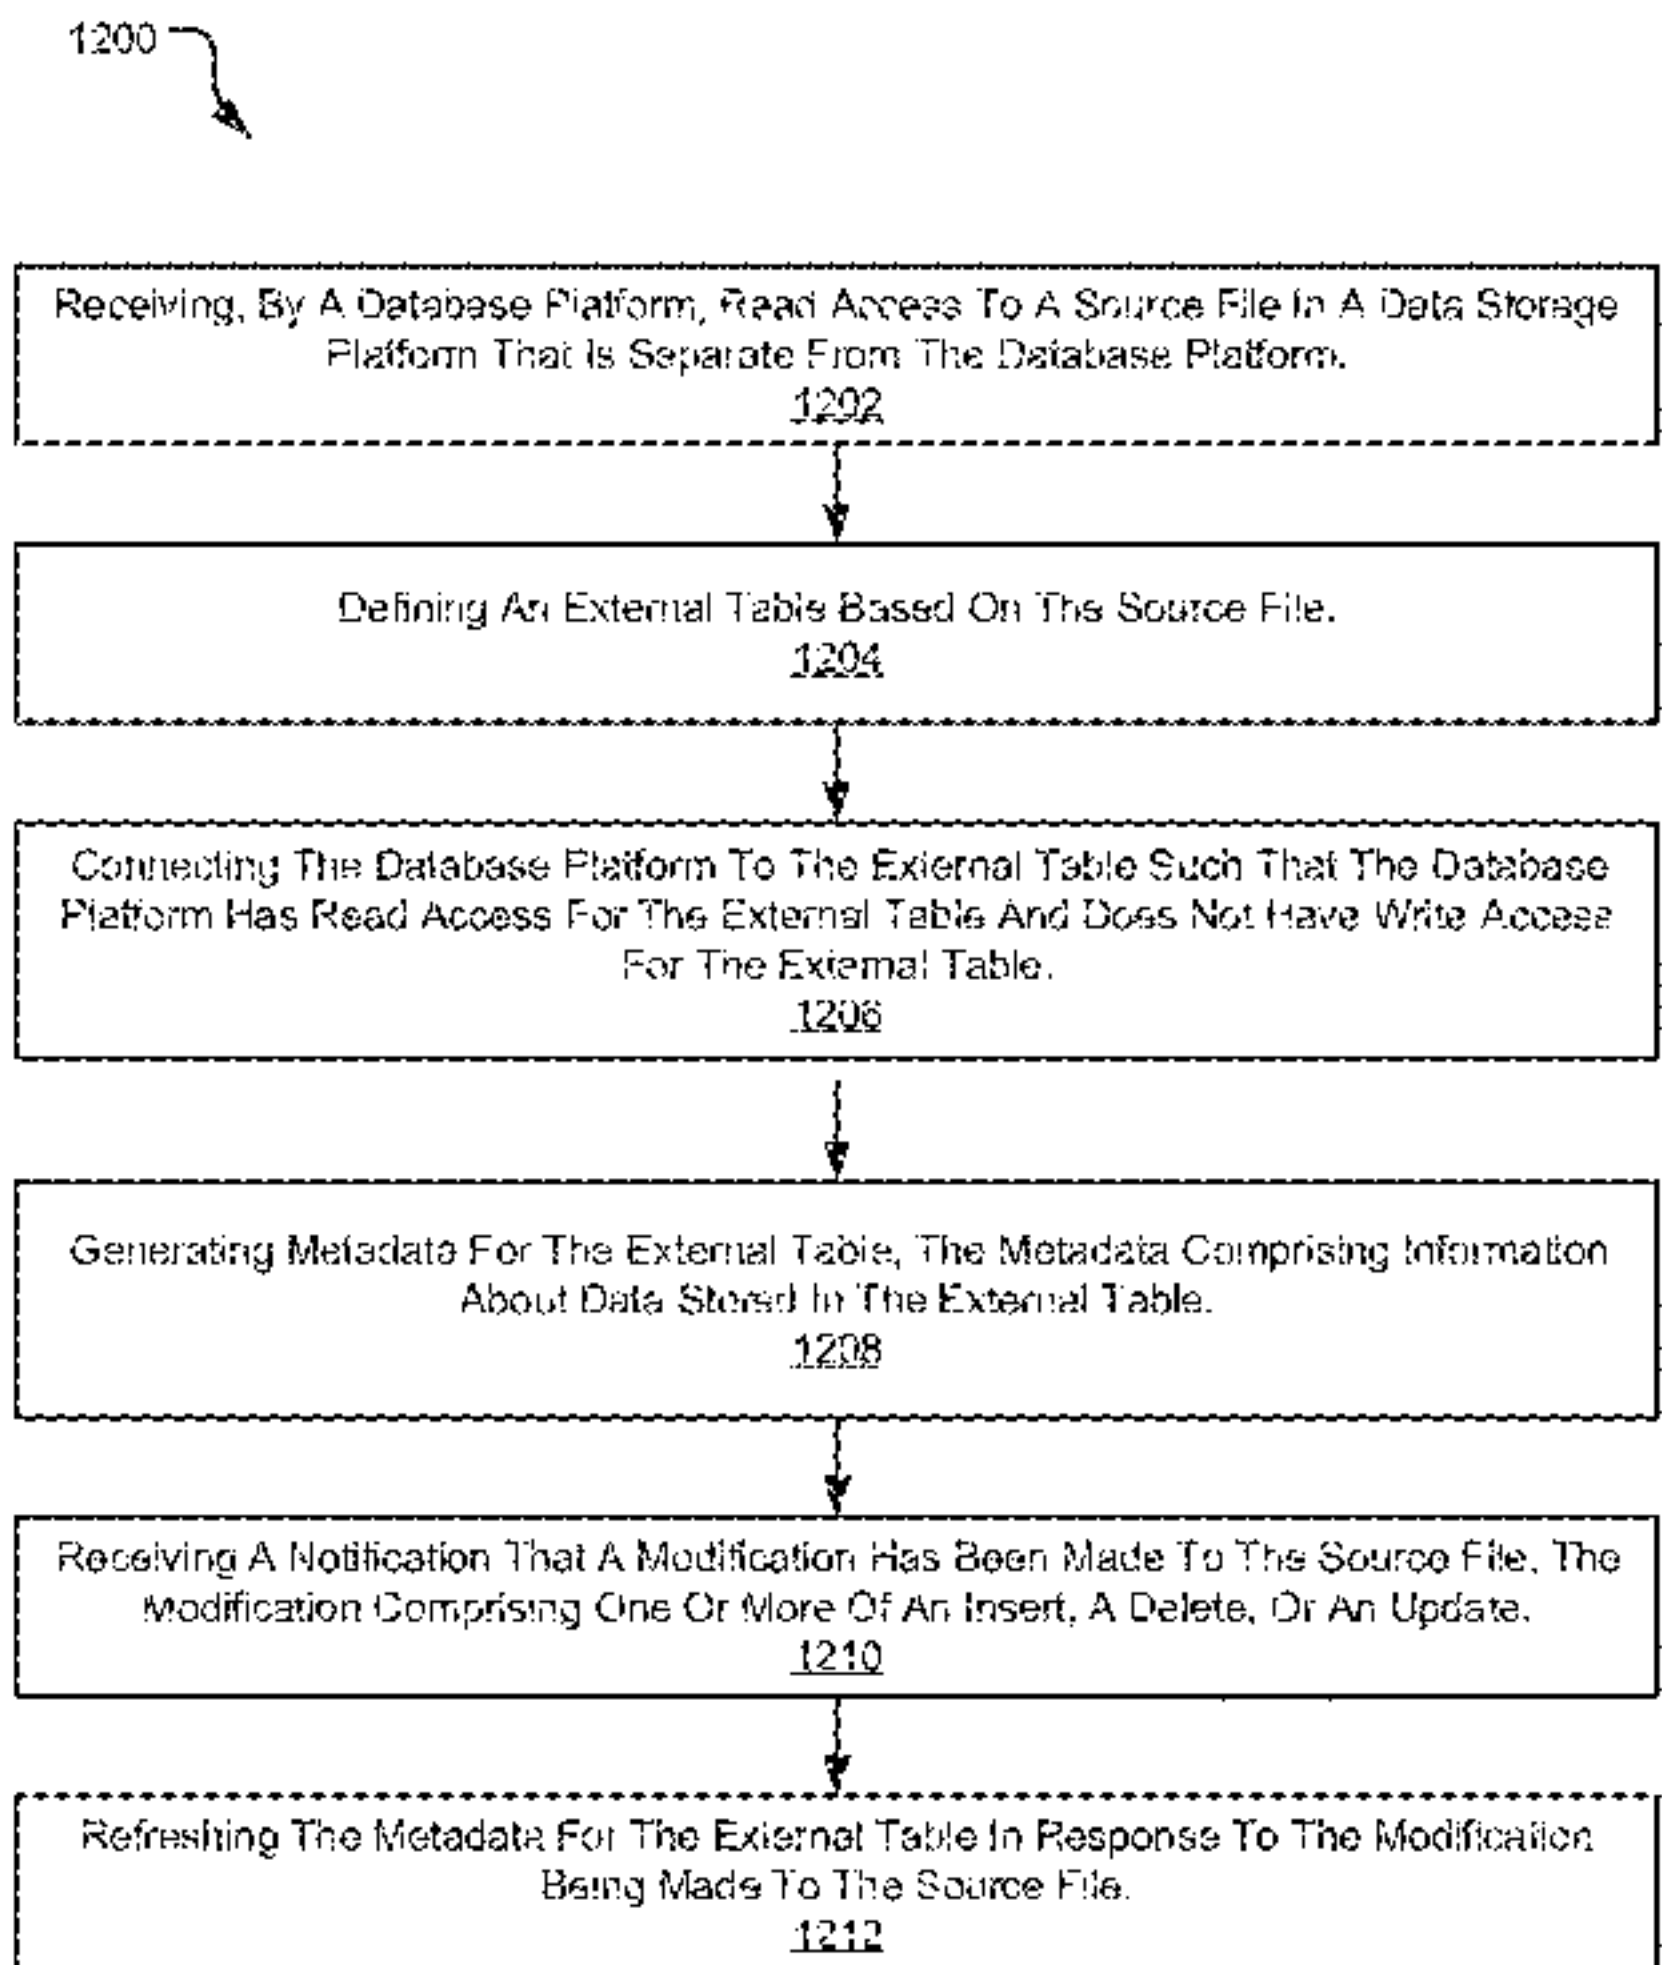 1200
Receiving, By A Database Platform, Read Access To A Source File In A Data Storage
Platform That Is Separate From The Database Platform.
1202
Defining An External Table Based On The Source File.
1204
Connecting The Database Platform To The External Table Such That The Database
Platform Has Read Access For The External Table And Does Not Have Write Access
For The External Table.
1206
Generating Metadata For The External Table, The Metadata Comprising Information
About Data Stored In The External Table.
1208
Receiving A Notification That A Modification Has Been Made To The Source File, The
Modification Comprising One Or More Of An Insert, A Delete, Or An Update.
1210
Refreshing The Metadata For The External Table In Response To The Modification
Being Made To The Source File.
1212